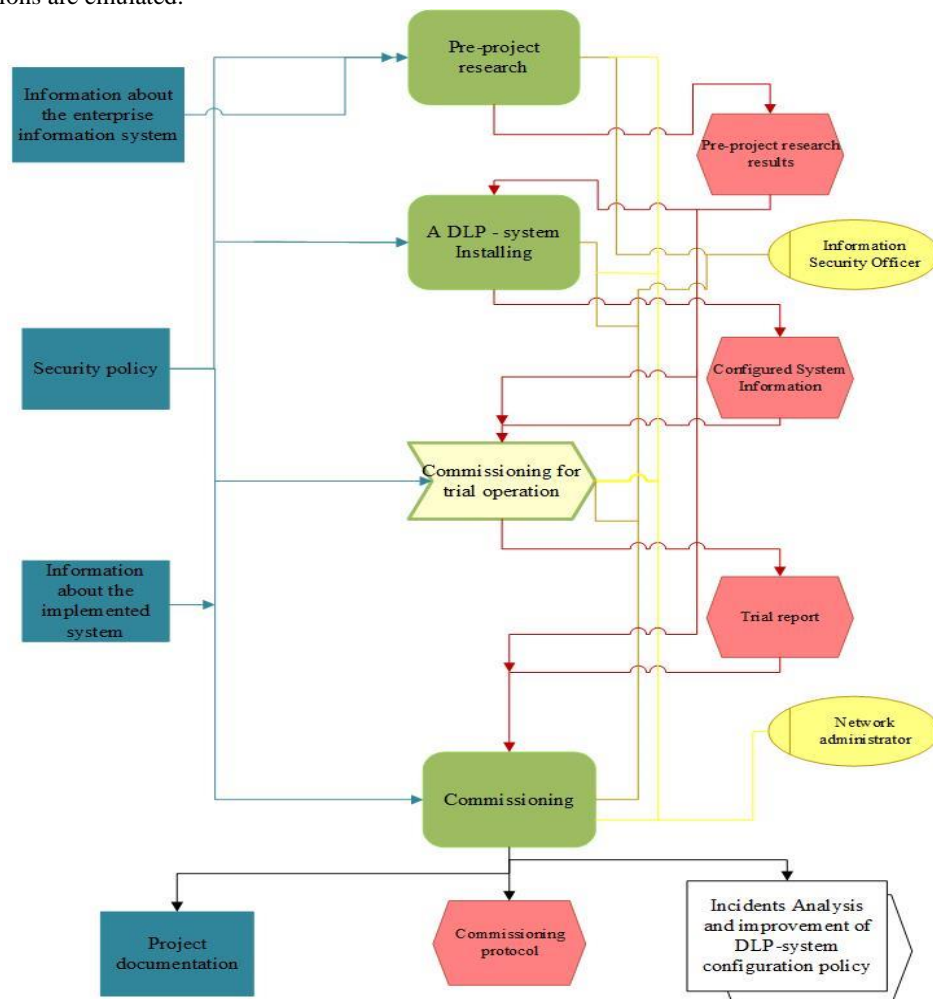 ions are emulated.
Pre-project
research
Information about
the enterprise
information system
Pre-project research
results
A DLP - system
Installing
Information
Security Officer
Security policy
Configured System
Information
Commissioning for
trial operation
Information
about the
implemented
system
Trial report
Network
administrator
Commissioning
Project
documentation
Commissioning
protocol
Incidents Analysis
and improvement of
DLP-system
configuration policy